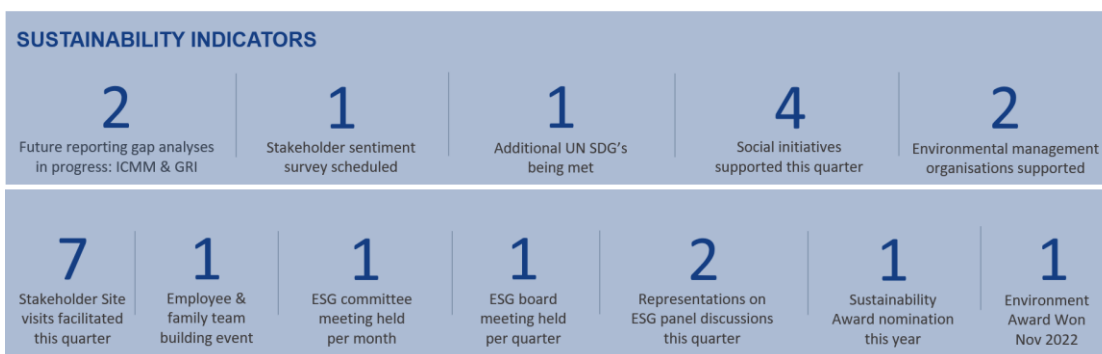 SUSTAINABILITY INDICATORS
2
Future reporting gap analyses
in progress: ICMM & GRI
1
Stakeholder sentiment
survey scheduled
1
Additional UN SDG's
being met
4
Social initiatives
supported this quarter
2
Environmental management
organisations supported
7
Stakeholder Site
visits facilitated
this quarter
1
Employee &
family team
building event
1
ESG committee
meeting held
per month
1
ESG board
meeting held
per quarter
2
Representations on
ESG panel discussions
this quarter
1
Sustainability
Award nomination
this year
1
Environment
Award Won
Nov 2022